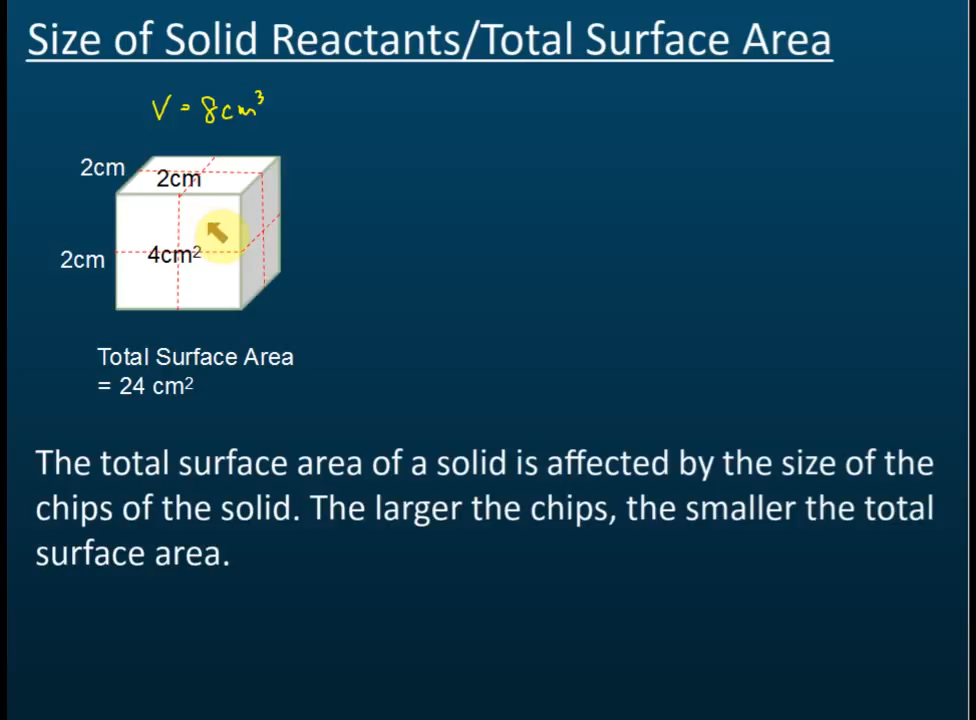 Size of Solid Reactants/Total Surface Area
V = 8cm³
2cm
2cm
2cm
4cm²
Total Surface Area
= 24 cm²
The total surface area of a solid is affected by the size of the
chips of the solid. The larger the chips, the smaller the total
surface area.